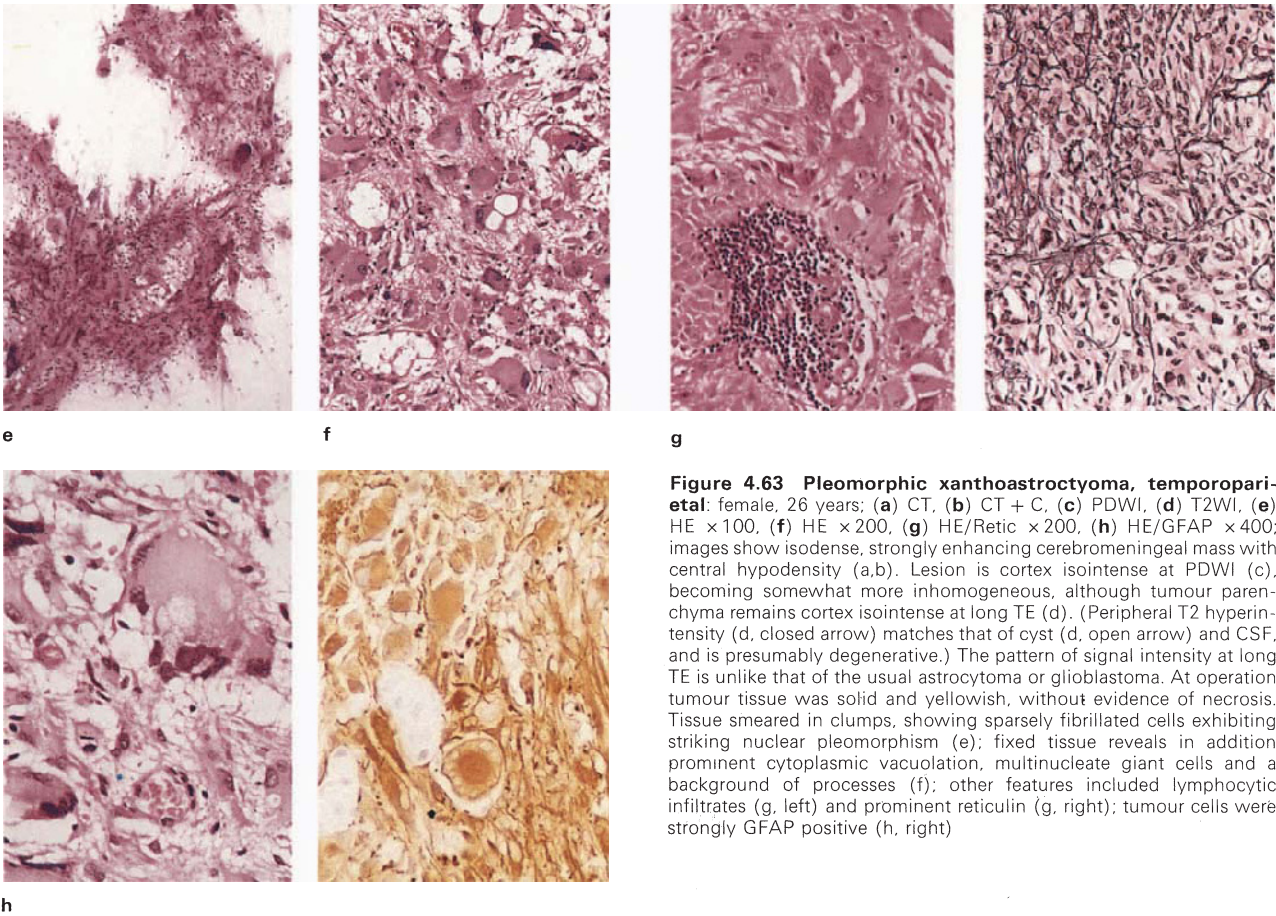 e
f
g
h
Figure 4.63 Pleomorphic xanthoastroctyoma, temporopari-
etal: female, 26 years; (a) CT, (b) CT + C, (c) PDWI, (d) T2WI, (e)
HE ×100, (f) HE ×200, (g) HE/Retic ×200, (h) HE/GFAP ×400;
images show isodense, strongly enhancing cerebromeningeal mass with
central hypodensity (a,b). Lesion is cortex isointense at PDWI (c),
becoming somewhat more inhomogeneous, although tumour paren-
chyma remains cortex isointense at long TE (d). (Peripheral T2 hyperin-
tensity (d, closed arrow) matches that of cyst (d, open arrow) and CSF,
and is presumably degenerative.) The pattern of signal intensity at long
TE is unlike that of the usual astrocytoma or glioblastoma. At operation
tumour tissue was solid and yellowish, without evidence of necrosis.
Tissue smeared in clumps, showing sparsely fibrillated cells exhibiting
striking nuclear pleomorphism (e); fixed tissue reveals in addition
prominent cytoplasmic vacuolation, multinucleate giant cells and a
background of processes (f); other features included lymphocytic
infiltrates (g, left) and prominent reticulin (g, right); tumour cells were
strongly GFAP positive (h, right)